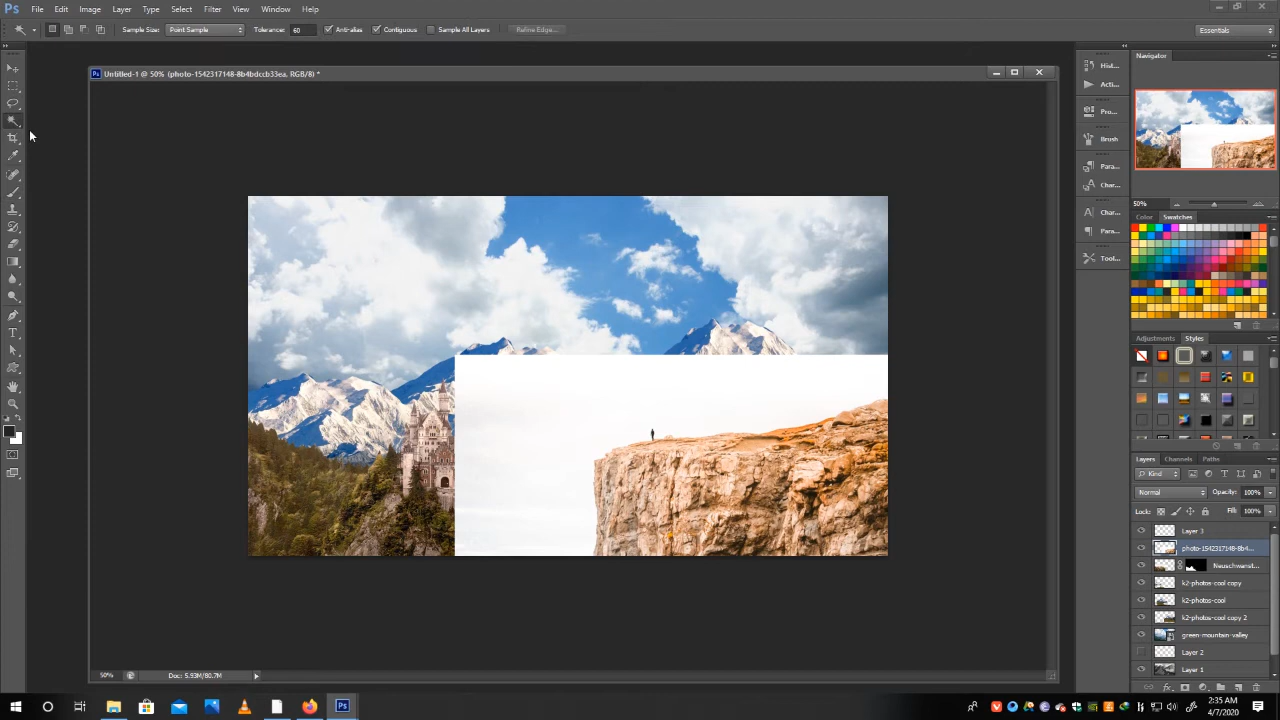 Ps File Edit Image Layer Type Select Filter View Window Help
Sample Size: Point Sample Tolerance: 60 Anti-alias Contiguous Sample All Layers Refine Edge... Essentials
Untitled-1 @ 50% (photo-1542317148-8b4bdccb33ea, RGB/8) *
Hist...
Acti...
Pro...
Brush
Para...
Char...
Char...
Para...
Tool...
Navigator
50%
Color Swatches
Adjustments Styles
Layers Channels Paths
Kind
Normal Opacity: 100%
Lock: Fill: 100%
Layer 3
photo-1542317148-8b4...
Neuschwanst...
k2-photos-cool copy
k2-photos-cool
k2-photos-cool copy 2
green-mountain-valley
Layer 2
Layer 1
50% Doc: 5.93M/80.7M
Ps
2:35 AM
4/7/2020